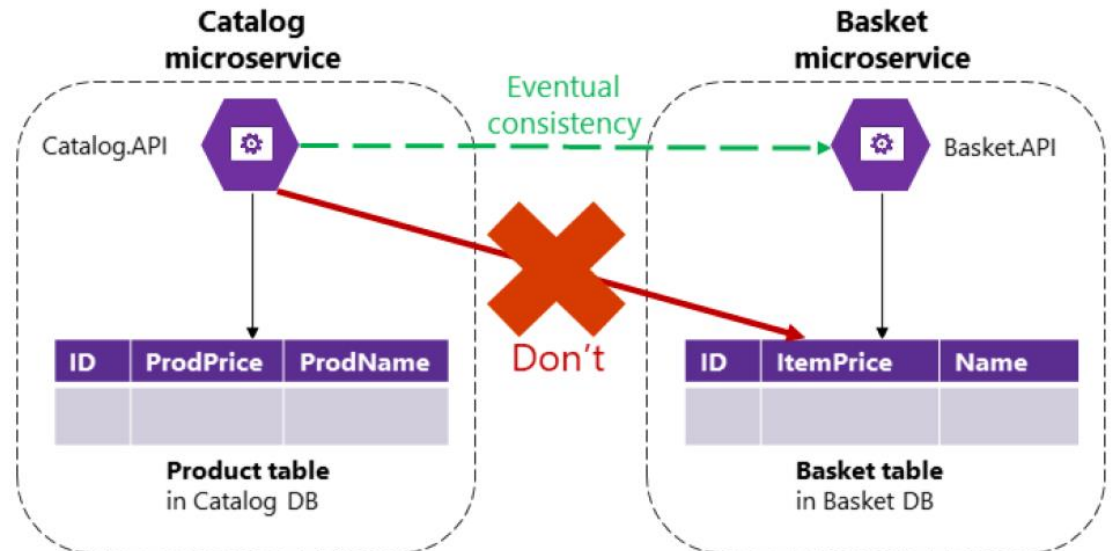 Catalog
microservice
Basket
microservice
Eventual
consistency
Catalog.API
Basket.API
Don't
ID ProdPrice ProdName
ID ItemPrice Name
Product table
in Catalog DB
Basket table
in Basket DB